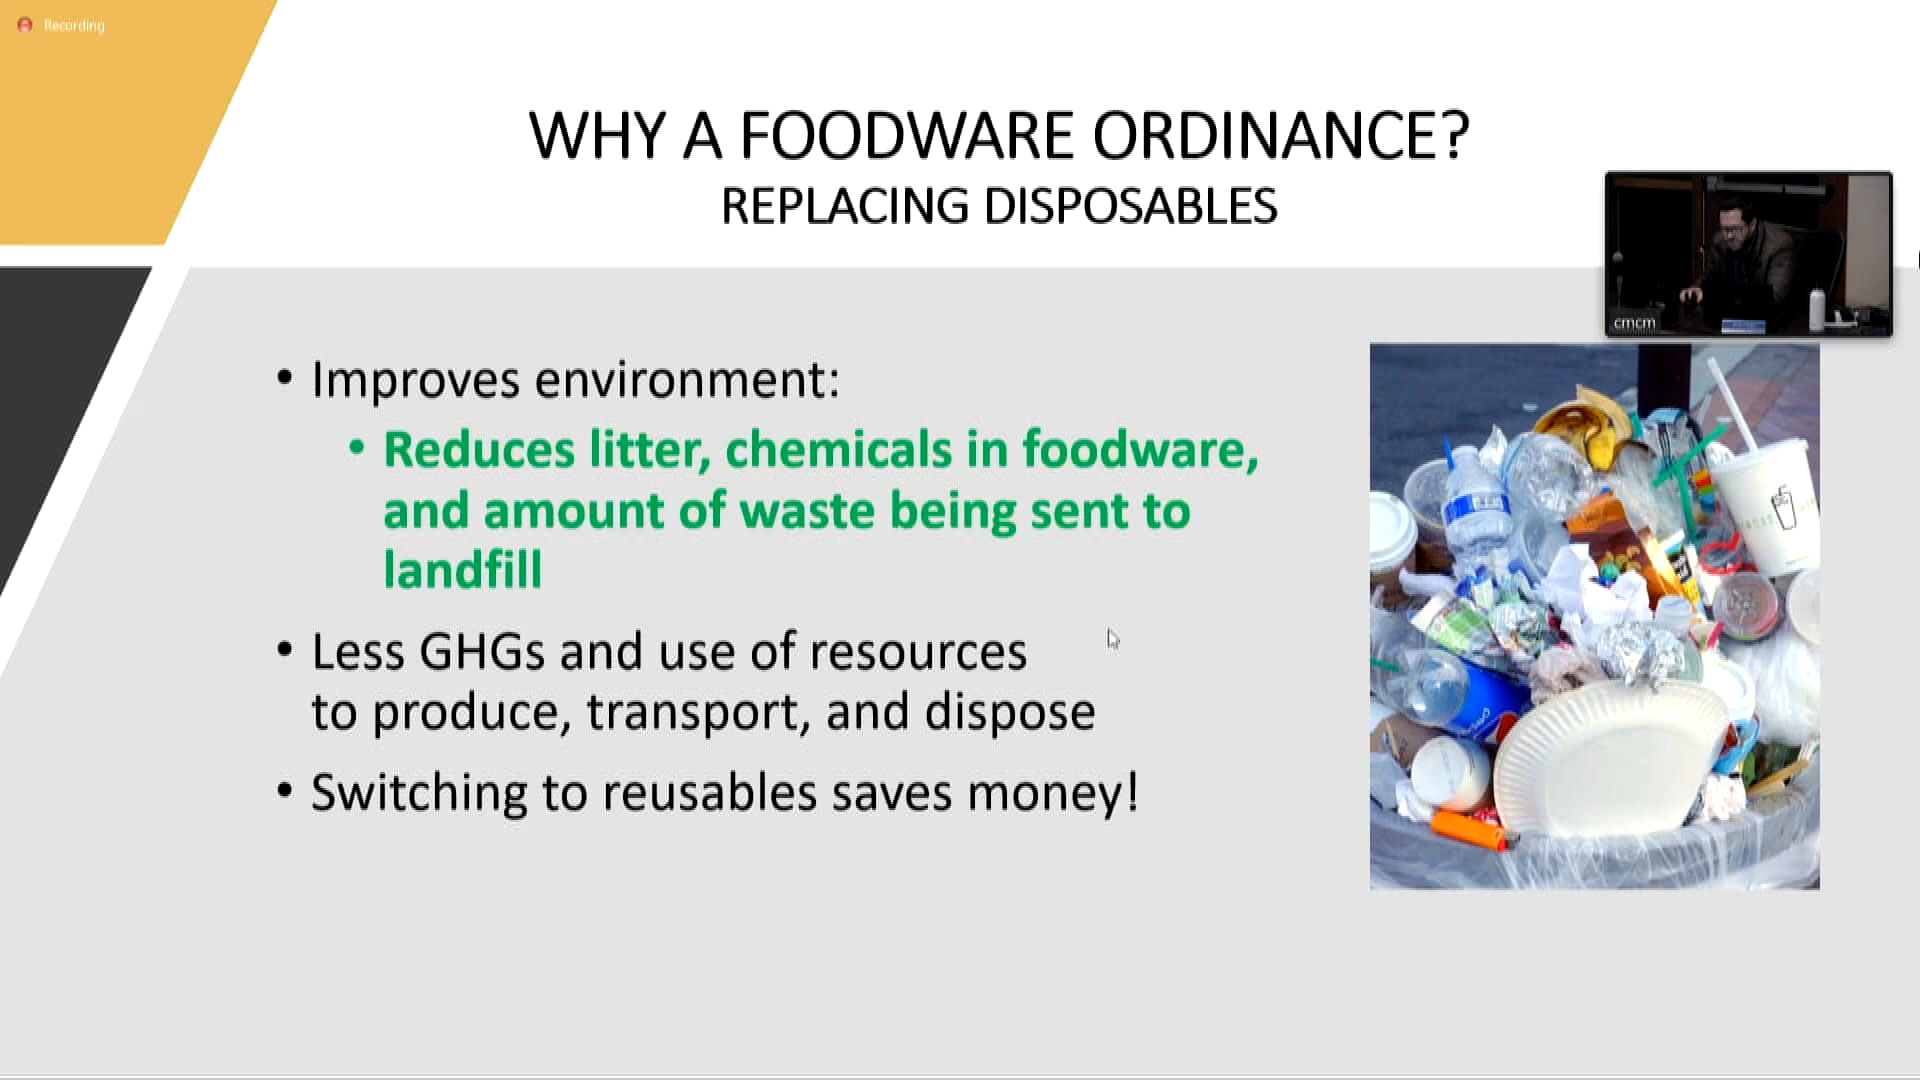 Recording
WHY A FOODWARE ORDINANCE?
REPLACING DISPOSABLES
cmcm
• Improves environment:
• Reduces litter, chemicals in foodware,
and amount of waste being sent to
landfill
• Less GHGs and use of resources
to produce, transport, and dispose
• Switching to reusables saves money!